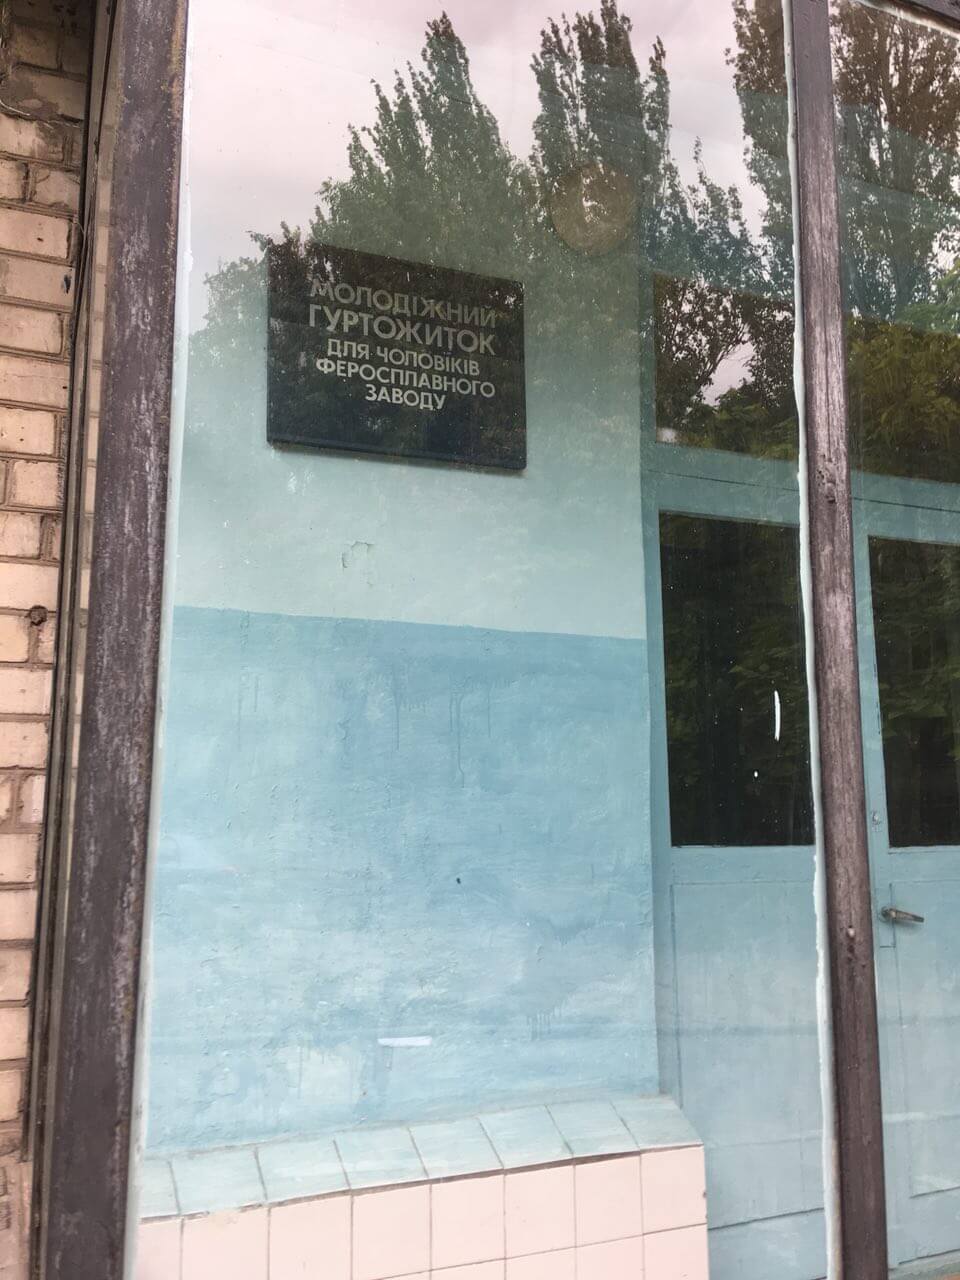 МОЛОДІЖНИЙ
ГУРТОЖИТОК
ДЛЯ ЧОЛОВІКІВ
ФЕРОСПЛАВНОГО
ЗАВОДУ